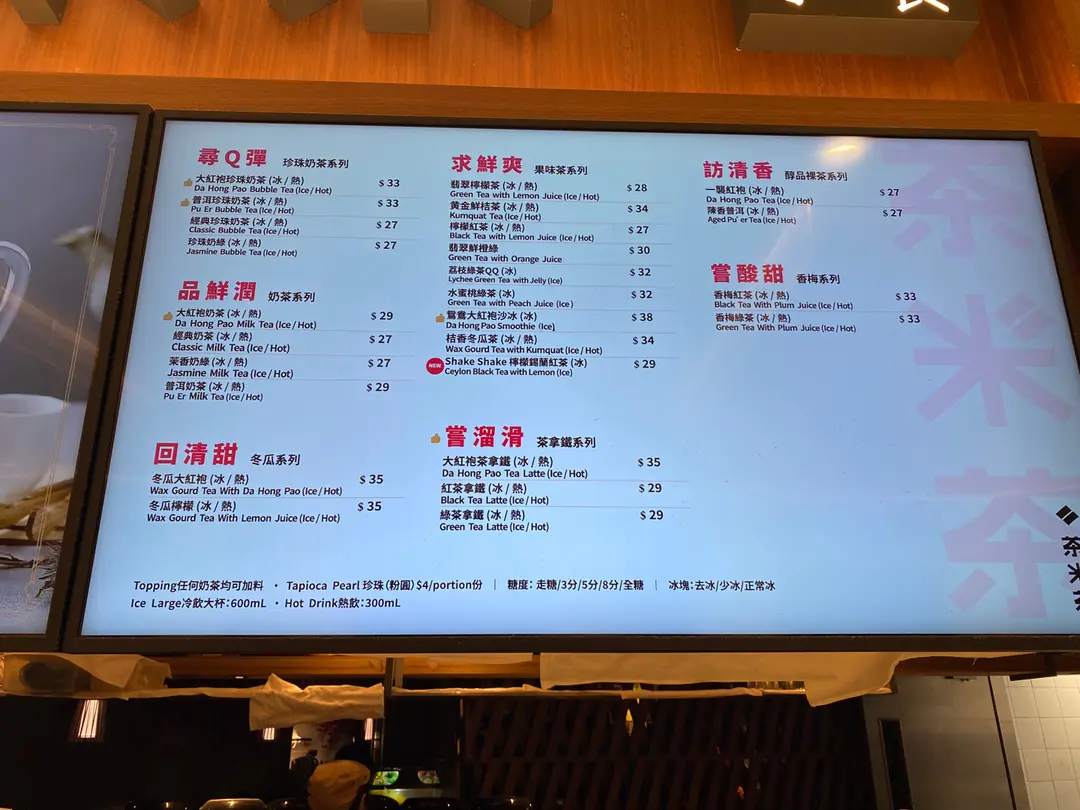 尋Q彈 珍珠奶茶系列
大紅袍珍珠奶茶 (冰 / 熱) $ 33
Da Hong Pao Bubble Tea (Ice / Hot)
普洱珍珠奶茶 (冰 / 熱) $ 33
Pu Er Bubble Tea (Ice / Hot)
經典珍珠奶茶 (冰 / 熱) $ 27
Classic Bubble Tea (Ice / Hot)
珍珠奶綠 (冰 / 熱) $ 27
Jasmine Bubble Tea (Ice / Hot)
品鮮潤 奶茶系列
大紅袍奶茶 (冰 / 熱) $ 29
Da Hong Pao Milk Tea (Ice / Hot)
經典奶茶 (冰 / 熱) $ 27
Classic Milk Tea (Ice / Hot)
茉香奶綠 (冰 / 熱) $ 27
Jasmine Milk Tea (Ice / Hot)
普洱奶茶 (冰 / 熱) $ 29
Pu Er Milk Tea (Ice / Hot)
回清甜 冬瓜系列
冬瓜大紅袍 (冰 / 熱) $ 35
Wax Gourd Tea With Da Hong Pao (Ice / Hot)
冬瓜檸檬 (冰 / 熱) $ 35
Wax Gourd Tea With Lemon Juice (Ice / Hot)
求鮮爽 果味茶系列
翡翠檸檬茶 (冰 / 熱) $ 28
Green Tea with Lemon Juice (Ice / Hot)
黄金鮮桔茶 (冰 / 熱) $ 34
Kumquat Tea (Ice / Hot)
檸檬紅茶 (冰 / 熱) $ 27
Black Tea with Lemon Juice (Ice / Hot)
翡翠鮮橙綠 $ 30
Green Tea with Orange Juice
荔枝綠茶QQ (冰) $ 32
Lychee Green Tea with Jelly (Ice)
水蜜桃綠茶 (冰) $ 32
Green Tea with Peach Juice (Ice)
鴛鴦大紅袍沙冰 (冰) $ 38
Da Hong Pao Smoothie (Ice)
桔香冬瓜茶 (冰 / 熱) $ 34
Wax Gourd Tea with Kumquat (Ice / Hot)
NEW Shake Shake 檸檬錫蘭紅茶 (冰) $ 29
Ceylon Black Tea with Lemon (Ice)
嘗溜滑 茶拿鐵系列
大紅袍茶拿鐵 (冰 / 熱) $ 35
Da Hong Pao Tea Latte (Ice / Hot)
紅茶拿鐵 (冰 / 熱) $ 29
Black Tea Latte (Ice / Hot)
綠茶拿鐵 (冰 / 熱) $ 29
Green Tea Latte (Ice / Hot)
訪清香 醇品裸茶系列
一襲紅袍 (冰 / 熱) $ 27
Da Hong Pao Tea (Ice / Hot)
陳香普洱 (冰 / 熱) $ 27
Aged Pu' er Tea (Ice / Hot)
嘗酸甜 香梅系列
香梅紅茶 (冰 / 熱) $ 33
Black Tea With Plum Juice (Ice / Hot)
香梅綠茶 (冰 / 熱) $ 33
Green Tea With Plum Juice (Ice / Hot)
茶米茶
茶米茶
Topping任何奶茶均可加料 · Tapioca Pearl 珍珠 (粉圓) $4/portion份 | 糖度: 走糖/3分/5分/8分/全糖 | 冰塊: 去冰/少冰/正常冰
Ice Large冷飲大杯: 600mL · Hot Drink熱飲: 300mL